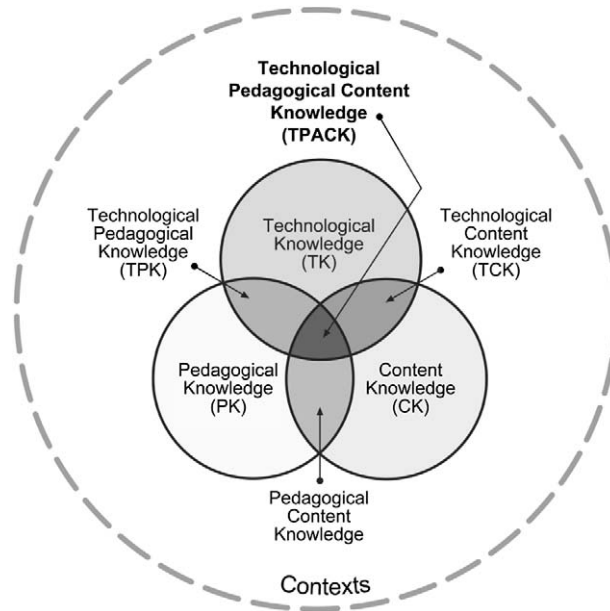 Technological
Pedagogical Content
Knowledge
(TPACK)
Technological
Pedagogical
Knowledge
(TPK)
Technological
Knowledge
(TK)
Technological
Content
Knowledge
(TCK)
Pedagogical
Knowledge
(PK)
Content
Knowledge
(CK)
Pedagogical
Content
Knowledge
Contexts